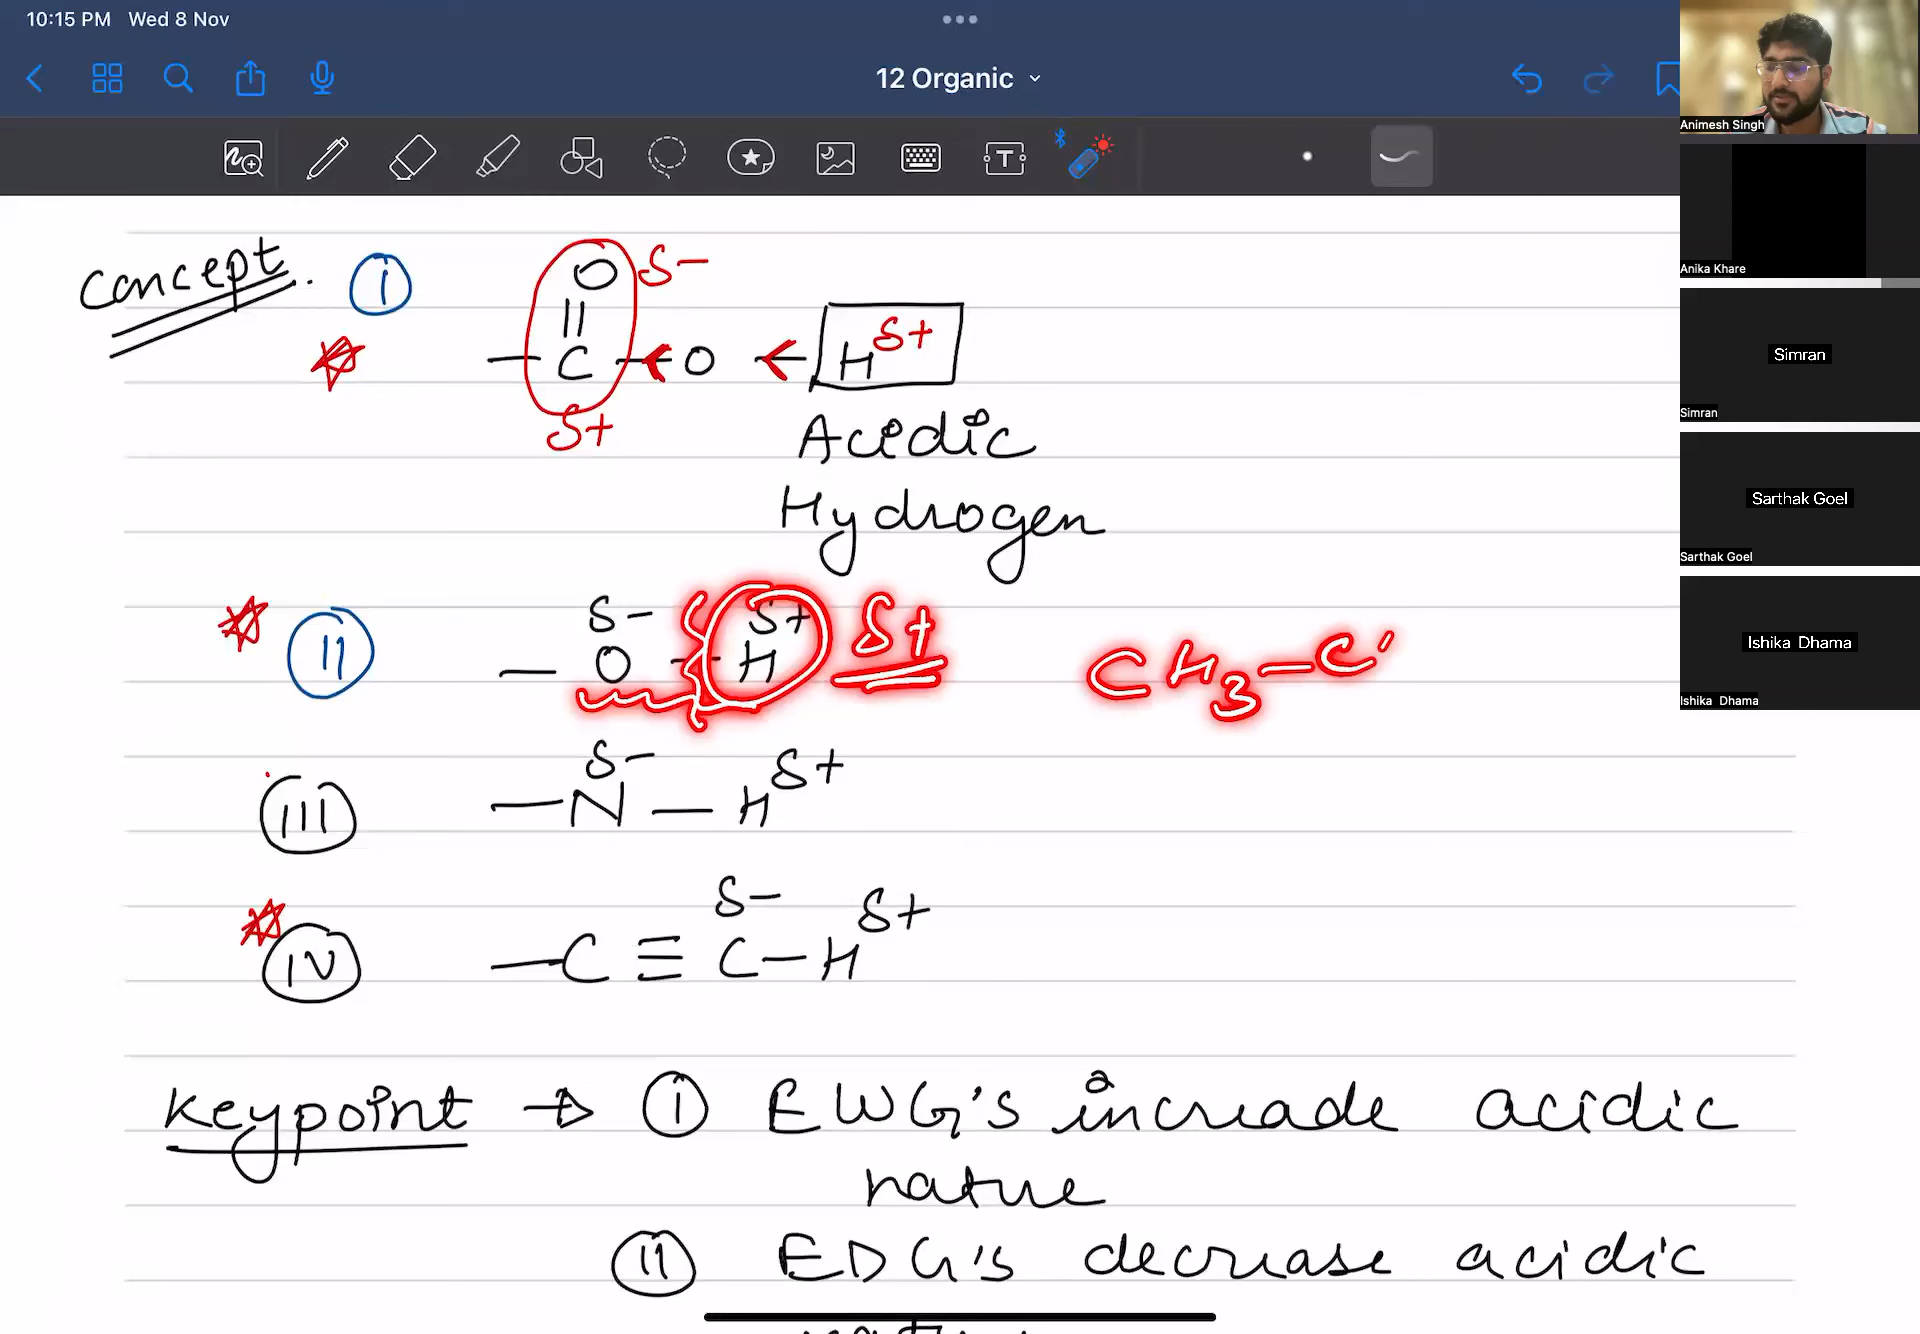 10:15 PM Wed 8 Nov
12 Organic
Animesh Singh
Anika Khare
Simran
Simran
Sarthak Goel
Sarthak Goel
Ishika Dhama
Ishika Dhama
Concept. (i)
O δ-
||
— C — O ← H δ+
δ+
Acidic
Hydrogen
δ- δ+ δ+
(ii) — O — H CH3 — C
δ- δ+
(iii) — N — H
δ- δ+
(iv) — C ≡ C — H
Keypoint → (i) EWG's increade acidic
nature
(ii) EDG's decrease acidic